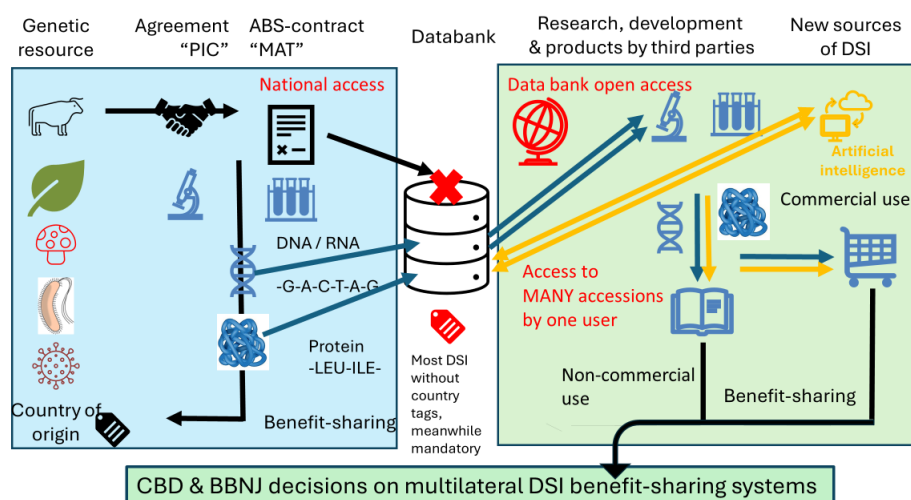 Genetic
resource
Agreement
“PIC”
ABS-contract
“MAT”
Databank
Research, development
& products by third parties
New sources
of DSI
National access
Data bank open access
Artificial
intelligence
Commercial use
DNA / RNA
-G-A-C-T-A-G
Access to
MANY accessions
by one user
Protein
-LEU-ILE-
Most DSI
without
country
tags,
meanwhile
mandatory
Non-commercial
use
Benefit-sharing
Country of
origin
Benefit-sharing
CBD & BBNJ decisions on multilateral DSI benefit-sharing systems